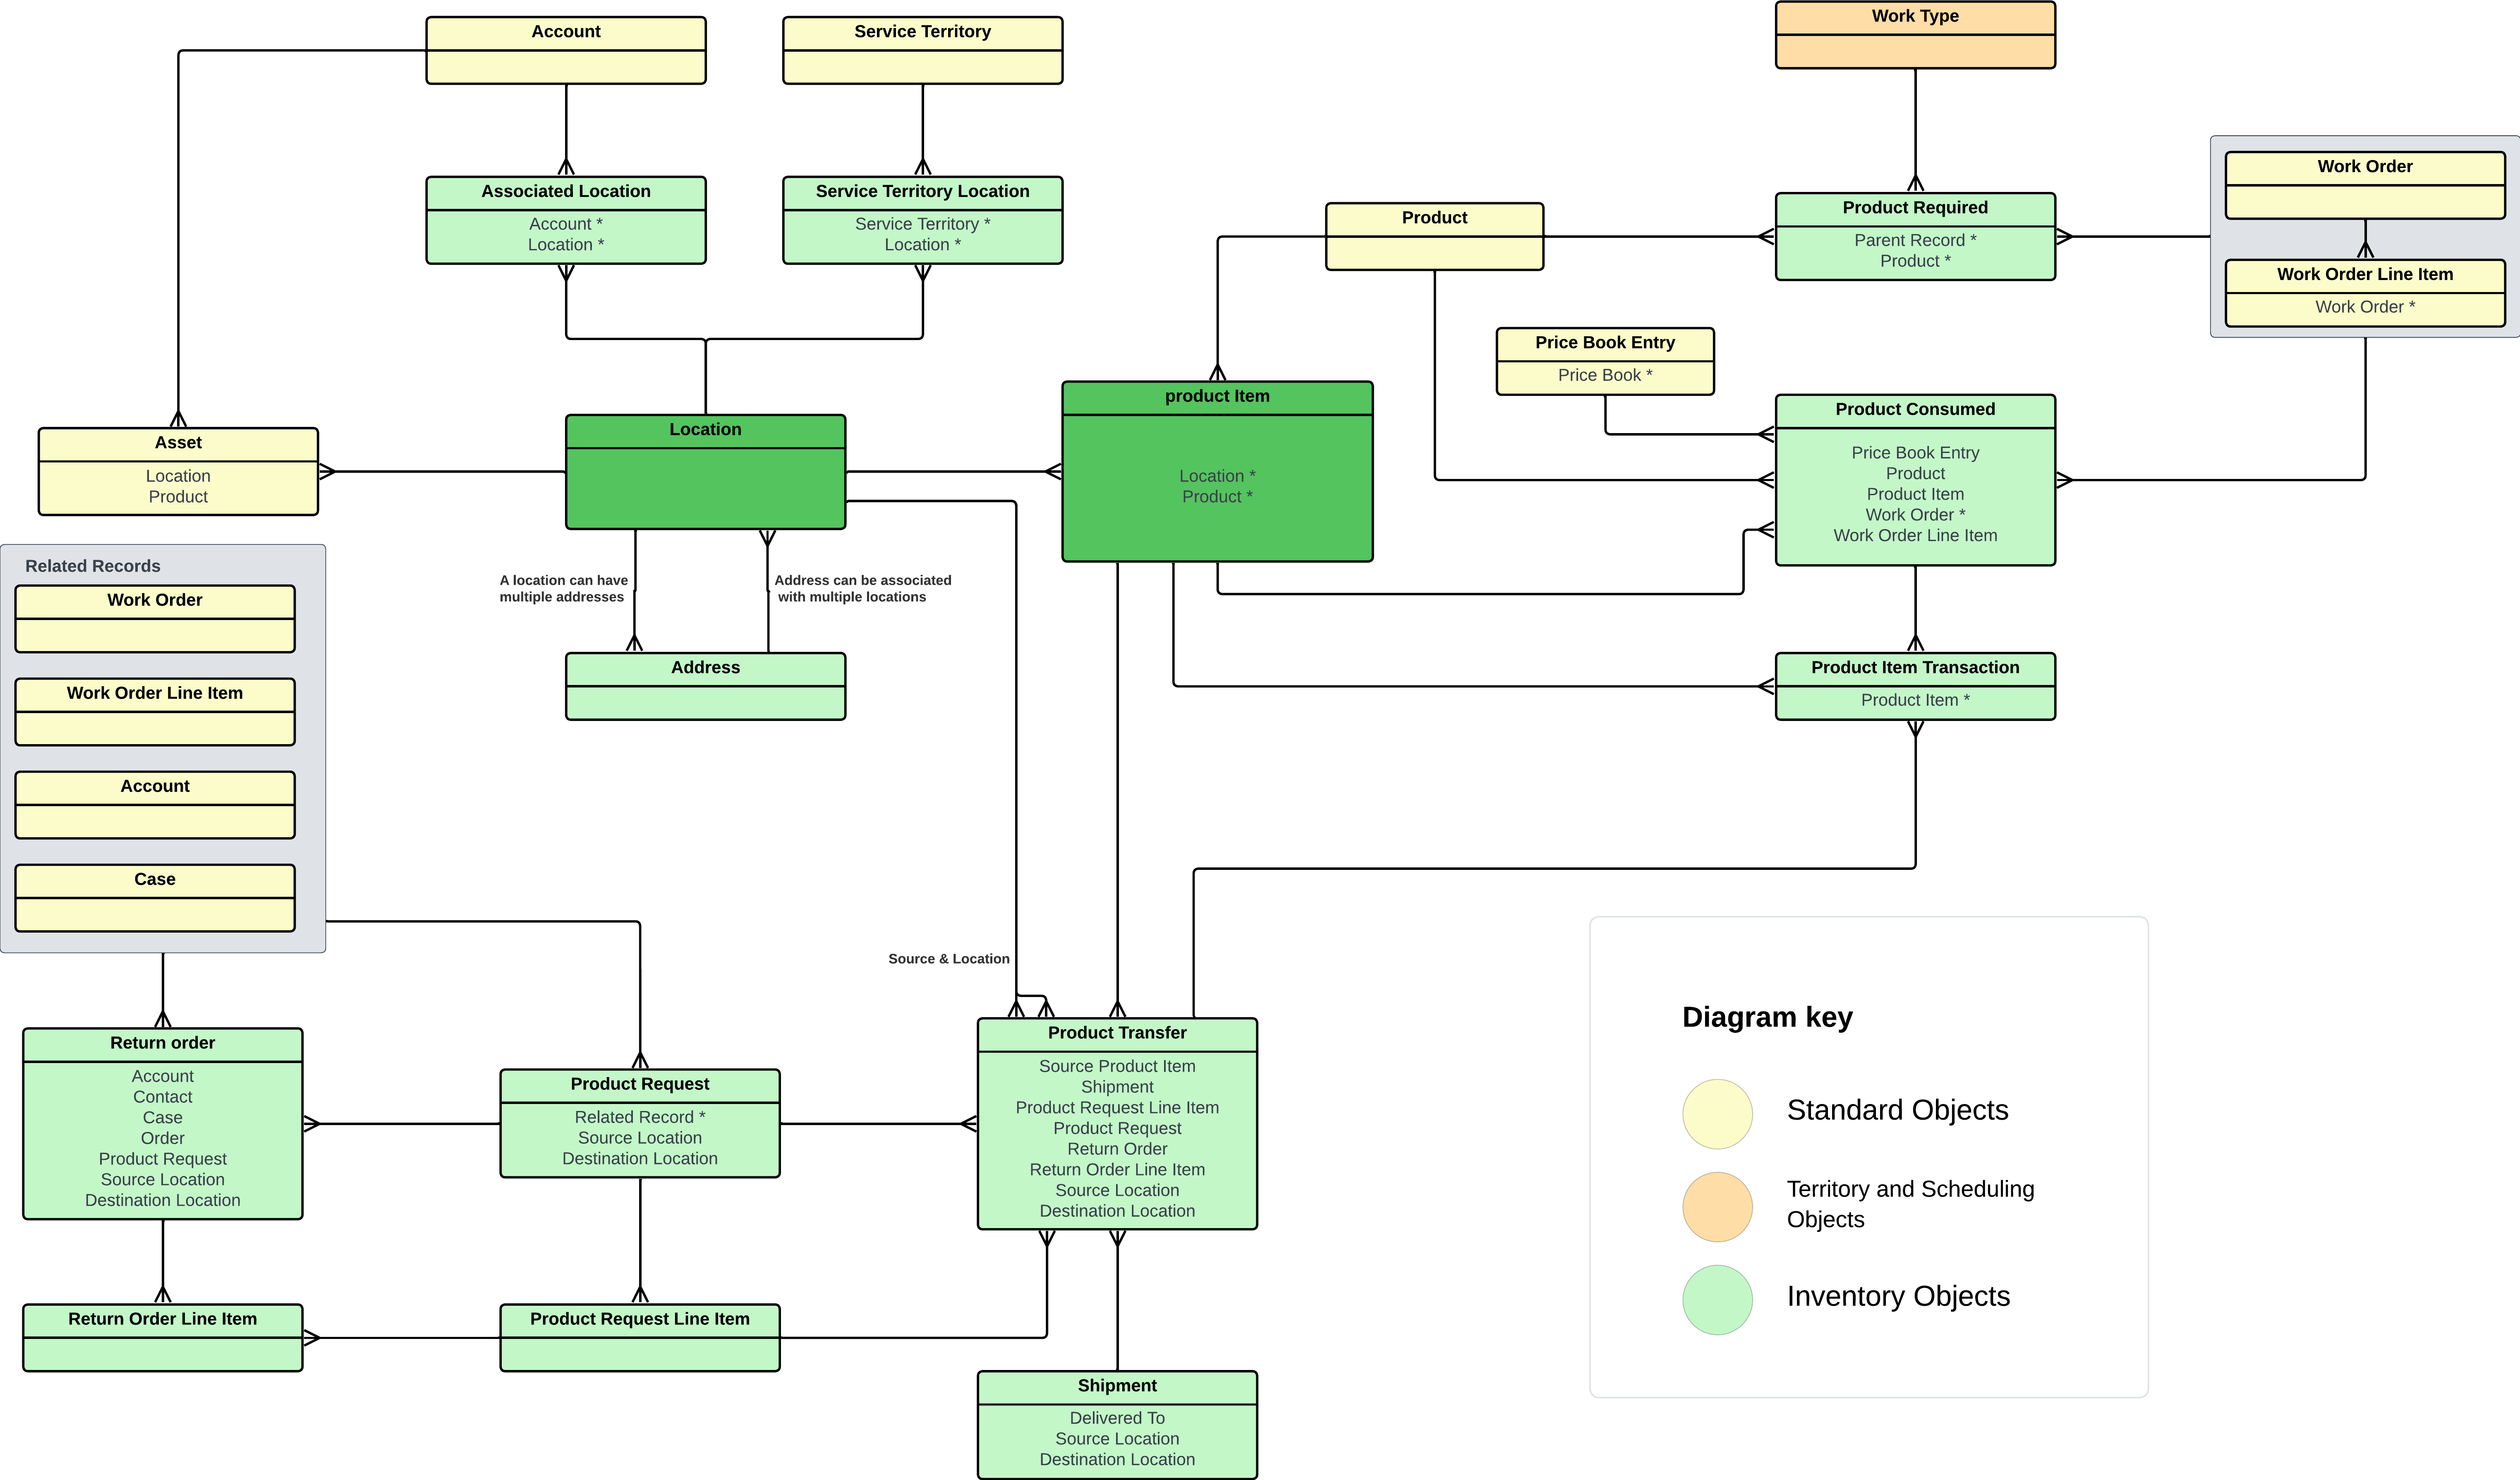 Account
Service Territory
Work Type
Associated Location
Account *
Location *
Service Territory Location
Service Territory *
Location *
Product
Product Required
Parent Record *
Product *
Work Order
Work Order Line Item
Work Order *
Price Book Entry
Price Book *
Asset
Location
Product
Location
product Item
Location *
Product *
Product Consumed
Price Book Entry
Product
Product Item
Work Order *
Work Order Line Item
Related Records
Work Order
Work Order Line Item
Account
Case
A location can have
multiple addresses
Address can be associated
with multiple locations
Address
Product Item Transaction
Product Item *
Source & Location
Return order
Account
Contact
Case
Order
Product Request
Source Location
Destination Location
Product Request
Related Record *
Source Location
Destination Location
Product Transfer
Source Product Item
Shipment
Product Request Line Item
Product Request
Return Order
Return Order Line Item
Source Location
Destination Location
Return Order Line Item
Product Request Line Item
Shipment
Delivered To
Source Location
Destination Location
Diagram key
Standard Objects
Territory and Scheduling
Objects
Inventory Objects